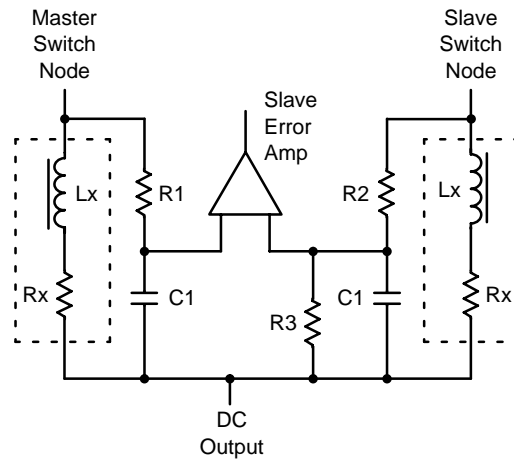 Master
Switch
Node
Slave
Switch
Node
Slave
Error
Amp
Lx
R1
R2
Lx
Rx
C1
R3
C1
Rx
DC
Output